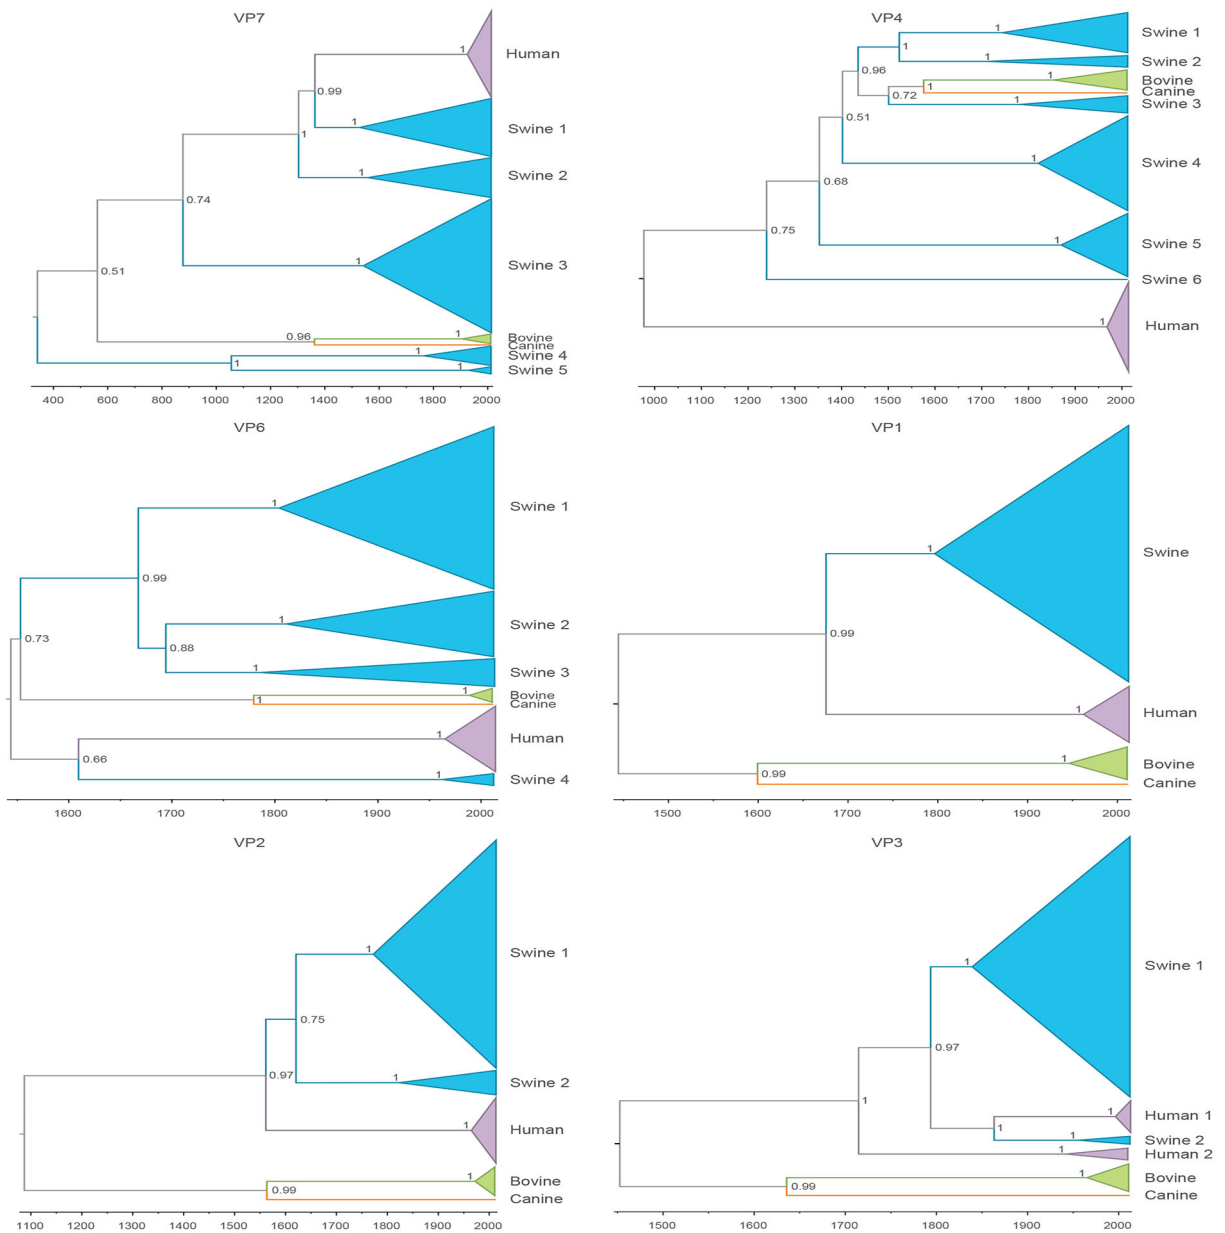 VP7
1
Human
0.99
1
Swine 1
1
1
Swine 2
0.74
1
Swine 3
0.51
0.96
1
Bovine
Canine
1
Swine 4
1
1
Swine 5
400 600 800 1000 1200 1400 1600 1800 2000
VP4
1
Swine 1
1
1
Swine 2
0.96
1
Bovine
1
Canine
0.72
1
Swine 3
0.51
1
Swine 4
0.68
0.75
1
Swine 5
Swine 6
1
Human
1000 1100 1200 1300 1400 1500 1600 1700 1800 1900 2000
VP6
1
Swine 1
0.99
1
Swine 2
0.73
0.88
1
Swine 3
1
Bovine
1
Canine
1
Human
0.66
1
Swine 4
1600 1700 1800 1900 2000
VP1
1
Swine
0.99
1
Human
1
Bovine
0.99
Canine
1500 1600 1700 1800 1900 2000
VP2
1
Swine 1
0.75
0.97
1
Swine 2
1
Human
1
Bovine
0.99
Canine
1100 1200 1300 1400 1500 1600 1700 1800 1900 2000
VP3
1
Swine 1
0.97
1
1
Human 1
1
1
Swine 2
1
Human 2
1
Bovine
0.99
Canine
1500 1600 1700 1800 1900 2000